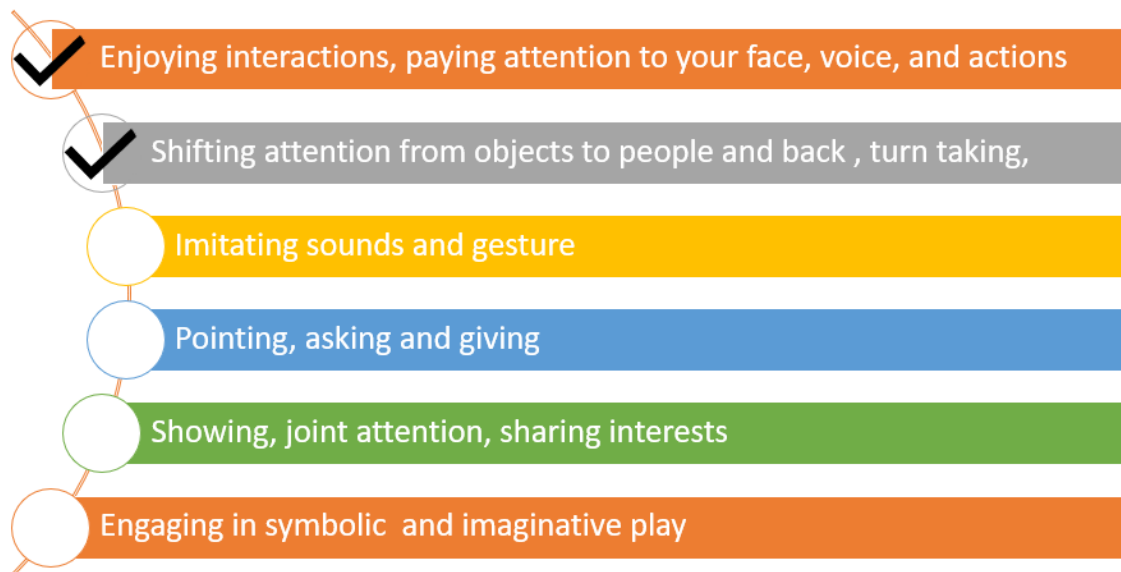 Enjoying interactions, paying attention to your face, voice, and actions
Shifting attention from objects to people and back , turn taking,
Imitating sounds and gesture
Pointing, asking and giving
Showing, joint attention, sharing interests
Engaging in symbolic  and imaginative play